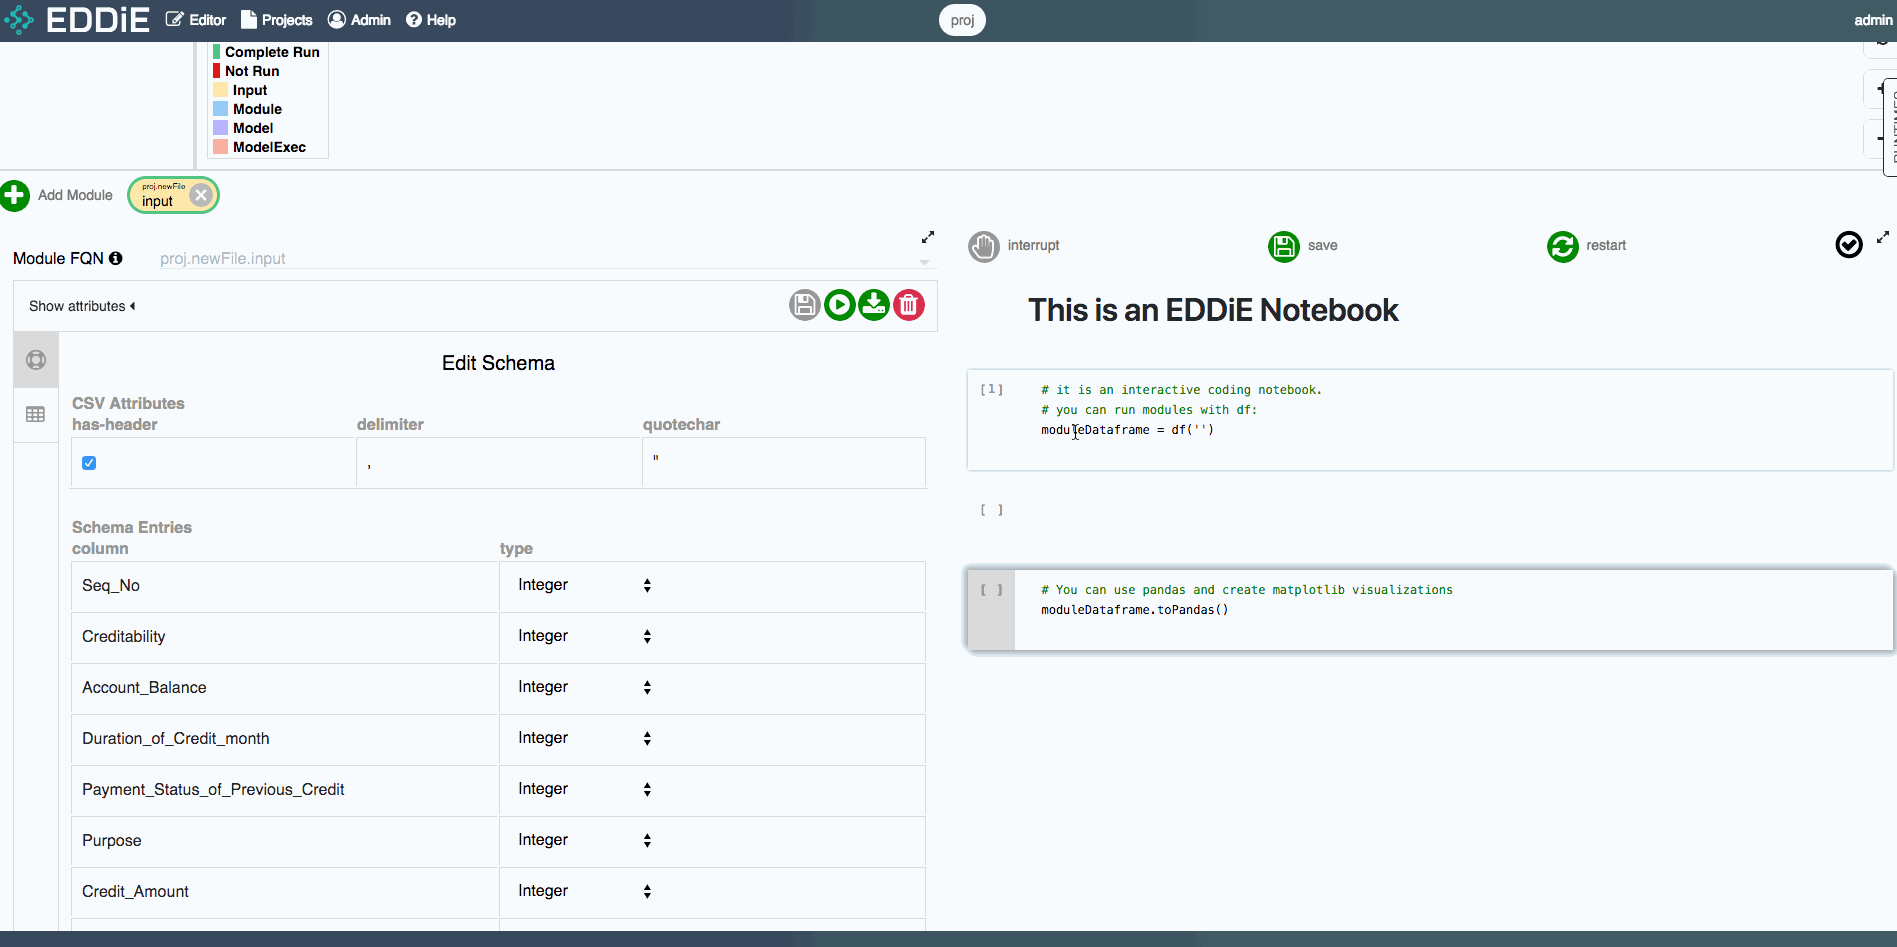 EDDiE Editor Projects Admin Help proj admin
Complete Run
Not Run
Input
Module
Model
ModelExec
Add Module
proj.newFile
input
Module FQN proj.newFile.input
Show attributes
Edit Schema
CSV Attributes
has-header delimiter quotechar
, "
Schema Entries
column type
Seq_No Integer
Creditability Integer
Account_Balance Integer
Duration_of_Credit_month Integer
Payment_Status_of_Previous_Credit Integer
Purpose Integer
Credit_Amount Integer
interrupt save restart
This is an EDDiE Notebook
[1] # it is an interactive coding notebook.
# you can run modules with df:
moduleDataframe = df('')
[ ]
[ ] # You can use pandas and create matplotlib visualizations
moduleDataframe.toPandas()